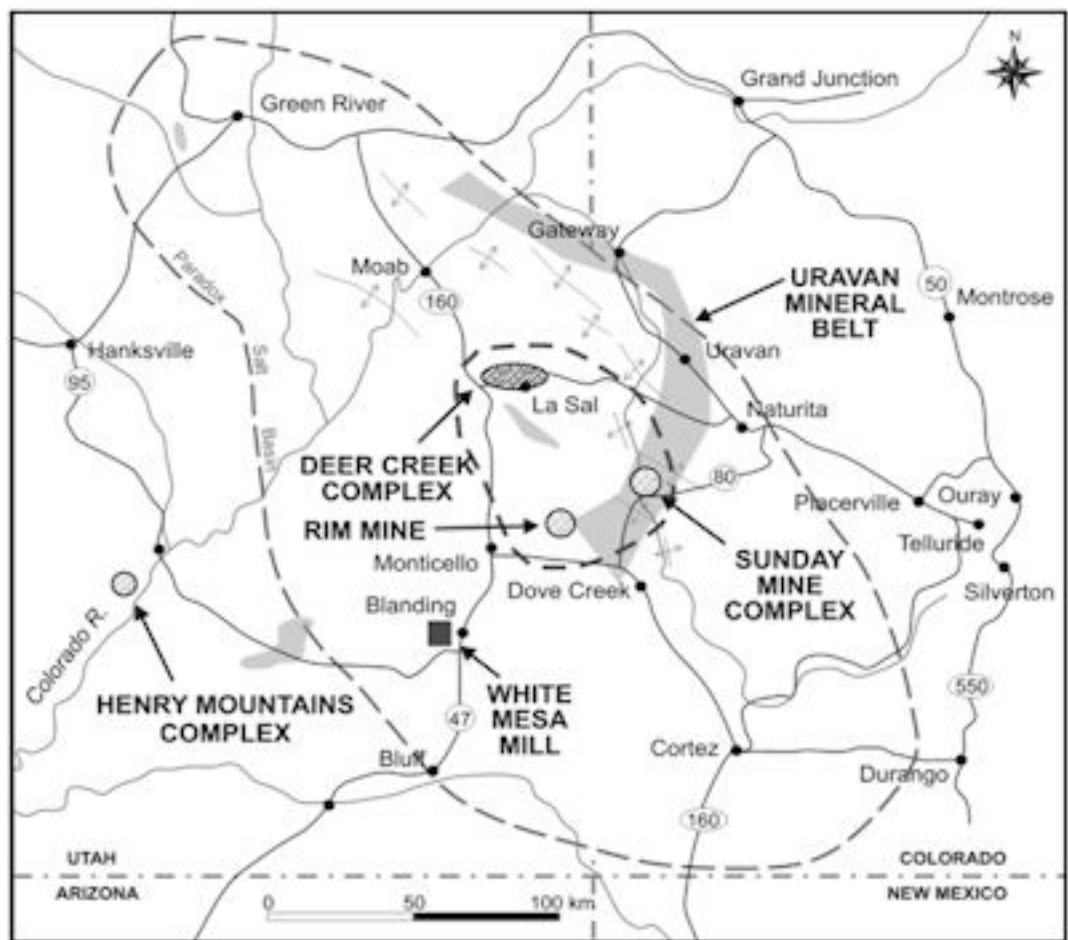 N
Grand Junction
Green River
Gateway
Paradox
Moab
160
URAVAN
MINERAL
BELT
50
Montrose
Hanksville
Salt
Uravan
95
La Sal
Naturita
Basin
DEER CREEK
COMPLEX
80
Placerville
Ouray
RIM MINE
Telluride
Monticello
SUNDAY
MINE
COMPLEX
Dove Creek
Silverton
Blanding
Colorado R.
HENRY MOUNTAINS
COMPLEX
WHITE
MESA
MILL
550
47
Bluff
Cortez
Durango
160
UTAH
COLORADO
ARIZONA
NEW MEXICO
0
50
100 km